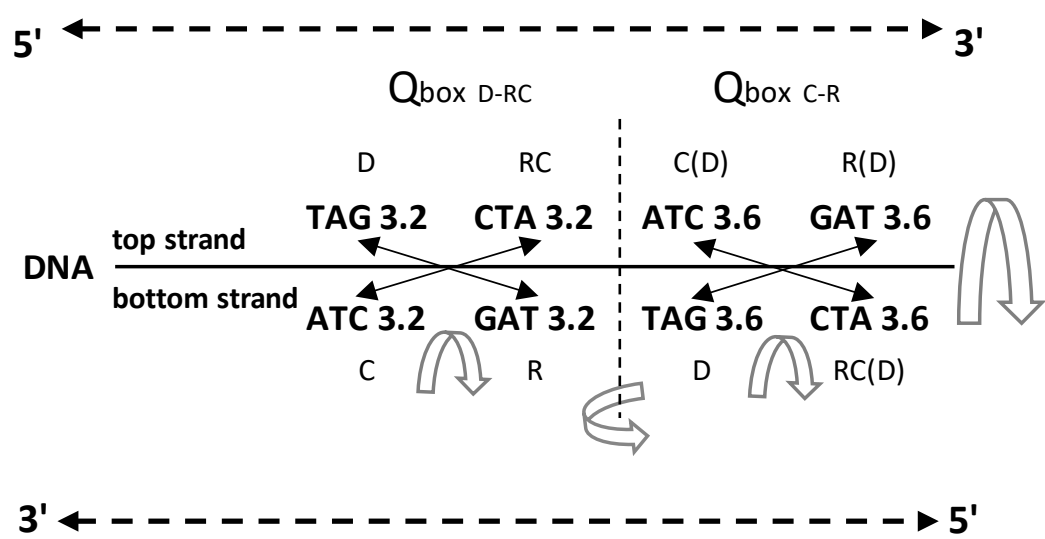 5' 3'
Qbox D-RC Qbox C-R
D RC C(D) R(D)
TAG 3.2 CTA 3.2 ATC 3.6 GAT 3.6
top strand
DNA
bottom strand
ATC 3.2 GAT 3.2 TAG 3.6 CTA 3.6
C R D RC(D)
3' 5'